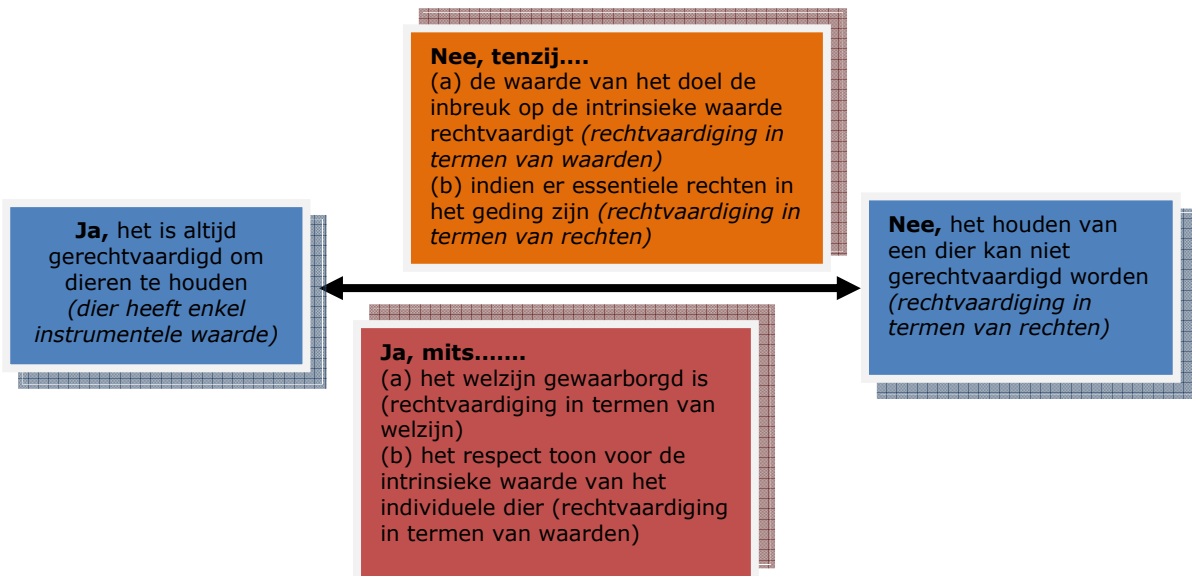 Nee, tenzij....
(a) de waarde van het doel de
inbreuk op de intrinsieke waarde
rechtvaardigt (rechtvaardiging in
termen van waarden)
(b) indien er essentiele rechten in
het geding zijn (rechtvaardiging in
termen van rechten)
Ja, het is altijd
gerechtvaardigd om
dieren te houden
(dier heeft enkel
instrumentele waarde)
Nee, het houden van
een dier kan niet
gerechtvaardigd worden
(rechtvaardiging in
termen van rechten)
Ja, mits.......
(a) het welzijn gewaarborgd is
(rechtvaardiging in termen van
welzijn)
(b) het respect toon voor de
intrinsieke waarde van het
individuele dier (rechtvaardiging
in termen van waarden)